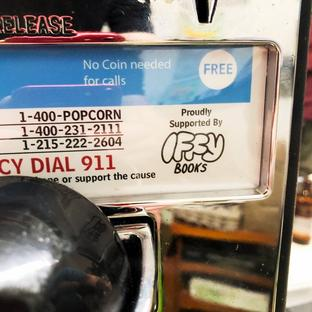 RELEASE
No Coin needed
for calls
FREE
1-400-POPCORN
1-400-231-2111
1-215-222-2604
CY DIAL 911
or support the cause
Proudly
Supported By
IFFY
BOOKS